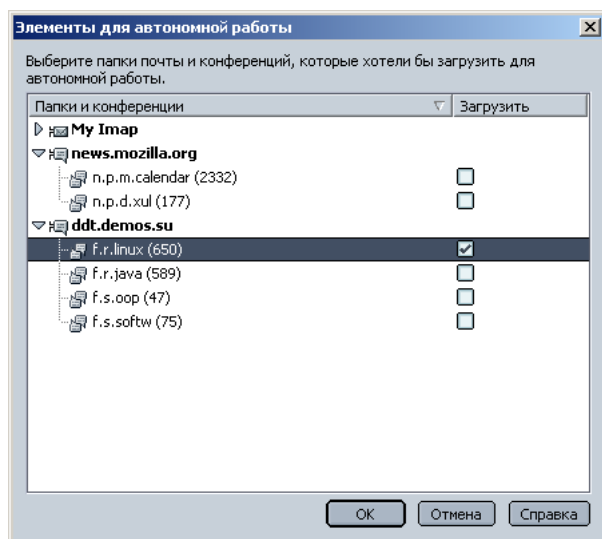 Элементы для автономной работы
Выберите папки почты и конференций, которые хотели бы загрузить для
автономной работы.
Папки и конференции Загрузить
My Imap
news.mozilla.org
n.p.m.calendar (2332)
n.p.d.xul (177)
ddt.demos.su
f.r.linux (650)
f.r.java (589)
f.s.oop (47)
f.s.softw (75)
OK Отмена Справка